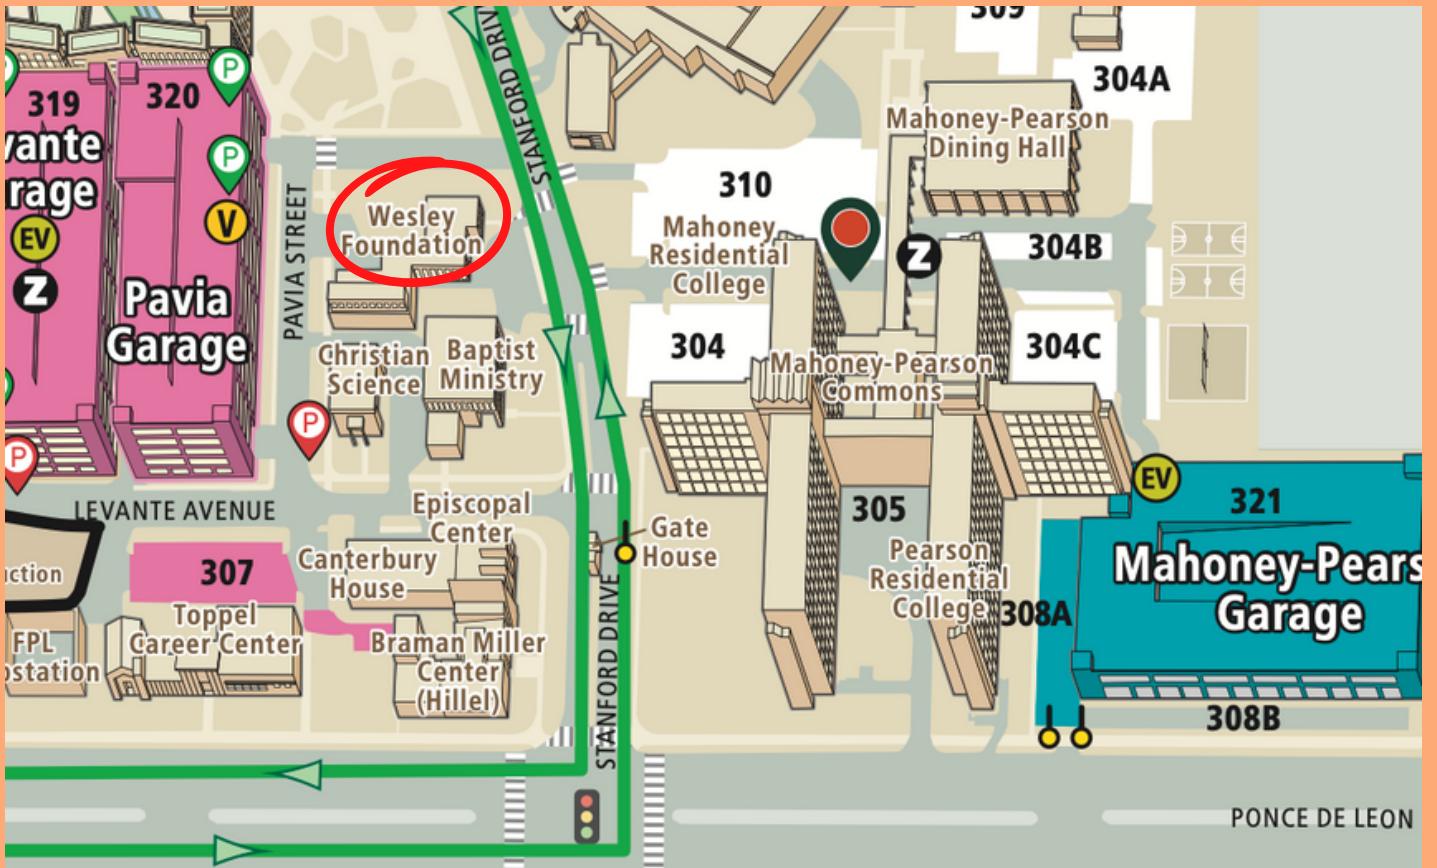 309
304A
Mahoney-Pearson
Dining Hall
319
320
P
P
P
vante
rage
V
EV
Z
Pavia
Garage
PAVIA STREET
STANFORD DRIV
Wesley
Foundation
310
Mahoney
Residential
College
Z
304B
304
304C
Mahoney-Pearson
Commons
Christian
Science
Baptist
Ministry
P
P
LEVANTE AVENUE
Episcopal
Center
Gate
House
305
EV
321
Mahoney-Pears
Garage
Pearson
Residential
College
308A
308B
uction
307
Canterbury
House
Toppel
Career Center
FPL
ostation
Braman Miller
Center
(Hillel)
STANFORD DRIVE
PONCE DE LEON